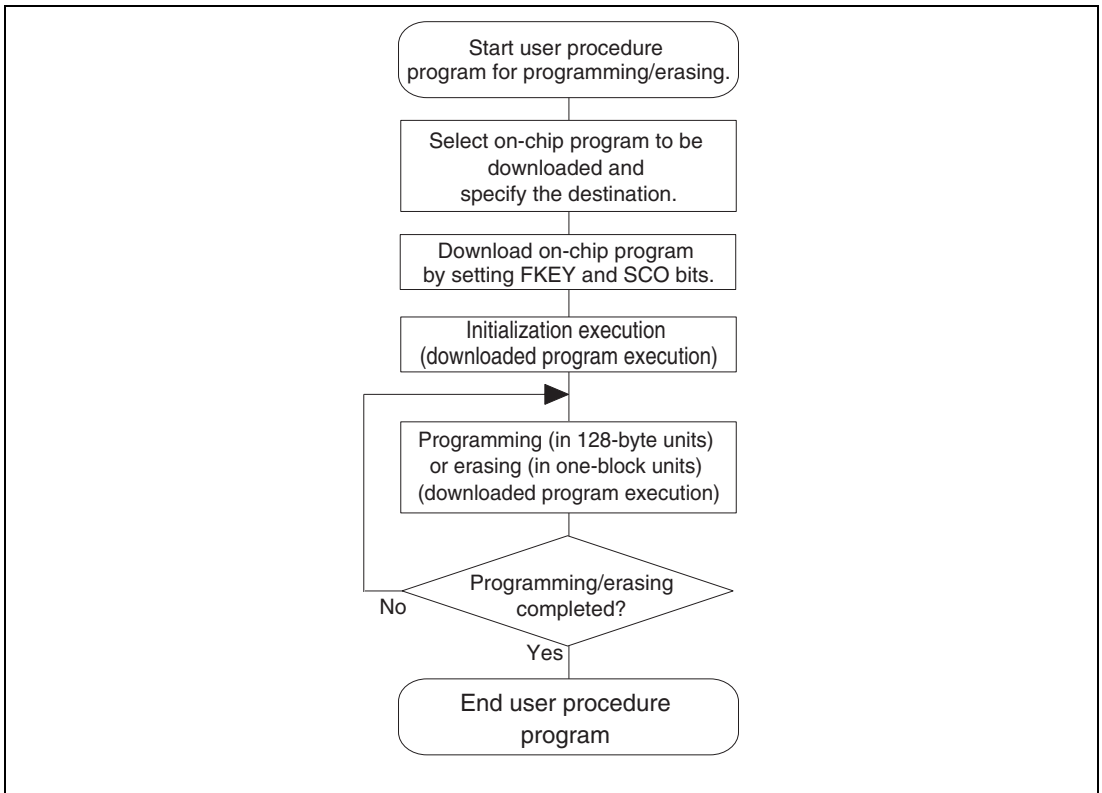 Start user procedure
program for programming/erasing.
Select on-chip program to be
downloaded and
specify the destination.
Download on-chip program
by setting FKEY and SCO bits.
Initialization execution
(downloaded program execution)
Programming (in 128-byte units)
or erasing (in one-block units)
(downloaded program execution)
Programming/erasing
completed?
No
Yes
End user procedure
program